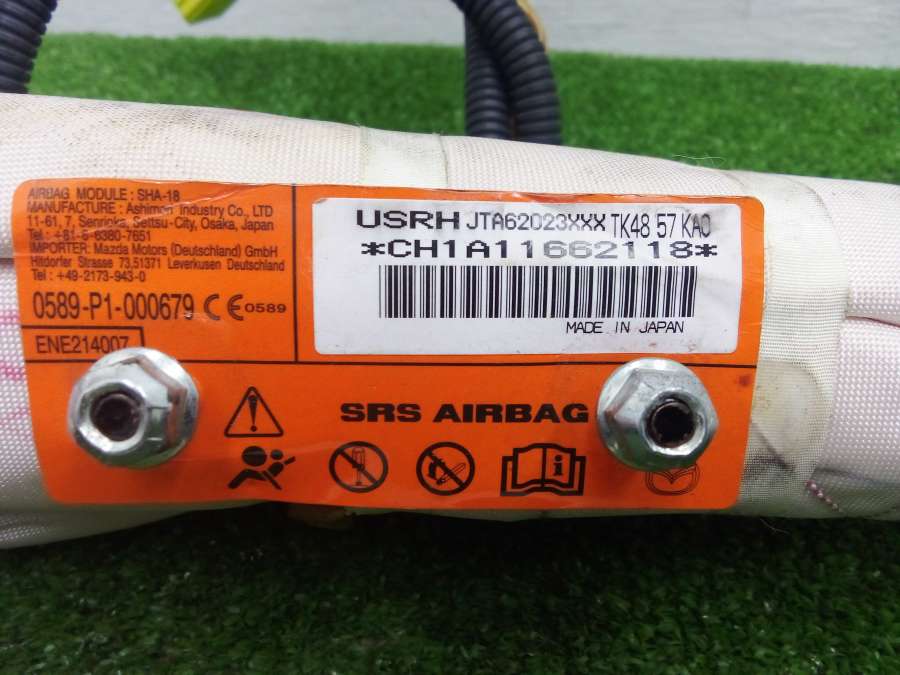 AIRBAG MODULE : SHA-18
MANUFACTURE : Ashimori Industry Co., LTD
11-61, 7, Senrioka, Settsu-City, Osaka, Japan
Tel : +81-6-6380-7651
IMPORTER: Mazda Motors (Deutschland) GmbH
Hitdorfer Strasse 73,51371 Leverkusen Deutschland
Tel : +49-2173-943-0
0589-P1-000679 CE 0589
ENE214007
USRH JTA62023XXX TK48 57 KA0
*CH1A11662118*
MADE IN JAPAN
SRS AIRBAG